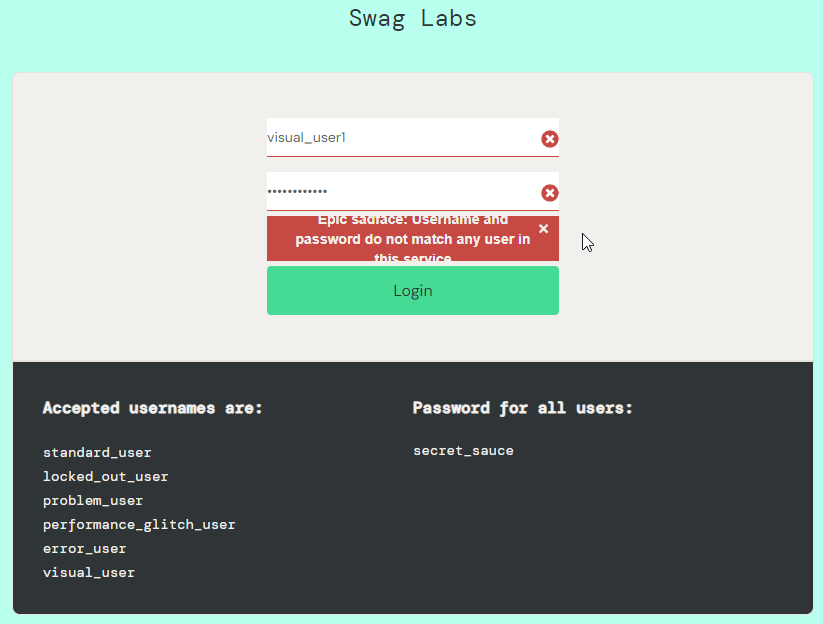 Swag Labs
visual_user1
••••••••••••
Epic sadface: Username and
password do not match any user in
this service
Login
Accepted usernames are:
standard_user
locked_out_user
problem_user
performance_glitch_user
error_user
visual_user
Password for all users:
secret_sauce